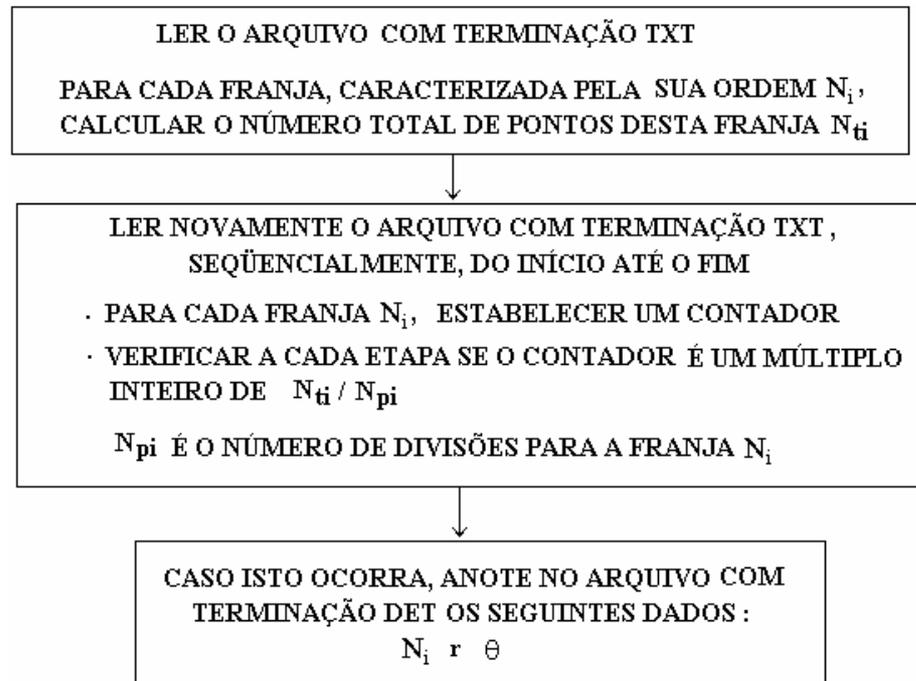 LER O ARQUIVO COM TERMINAÇÃO TXT
PARA CADA FRANJA, CARACTERIZADA PELA SUA ORDEM Ni,
CALCULAR O NÚMERO TOTAL DE PONTOS DESTA FRANJA Nti
LER NOVAMENTE O ARQUIVO COM TERMINAÇÃO TXT ,
SEQÜENCIALMENTE, DO INÍCIO ATÉ O FIM
· PARA CADA FRANJA Ni, ESTABELECER UM CONTADOR
· VERIFICAR A CADA ETAPA SE O CONTADOR É UM MÚLTIPLO
INTEIRO DE Nti / Npi
Npi É O NÚMERO DE DIVISÕES PARA A FRANJA Ni
CASO ISTO OCORRA, ANOTE NO ARQUIVO COM
TERMINAÇÃO DET OS SEGUINTES DADOS :
Ni r θ